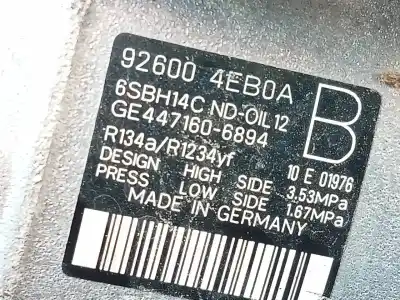 92600 4EB0A
B
6SBH14C ND-OIL12
GE447160-6894
R134a/R1234yf 10 E 01976
DESIGN HIGH SIDE 3.53MPa
PRESS LOW SIDE 1.67MPa
MADE IN GERMANY